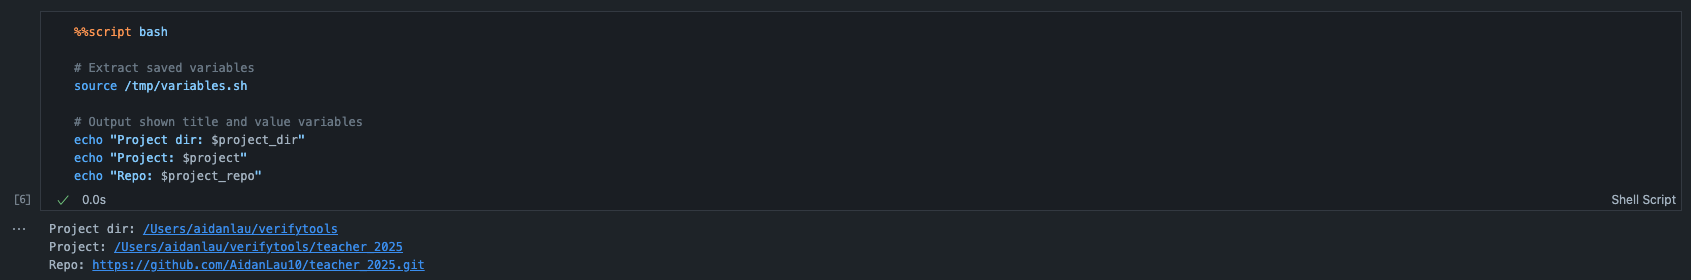 %%script bash
# Extract saved variables
source /tmp/variables.sh
# Output shown title and value variables
echo "Project dir: $project_dir"
echo "Project: $project"
echo "Repo: $project_repo"
[6] ✓ 0.0s Shell Script
... Project dir: /Users/aidanlau/verifytools
Project: /Users/aidanlau/verifytools/teacher_2025
Repo: https://github.com/AidanLau10/teacher_2025.git